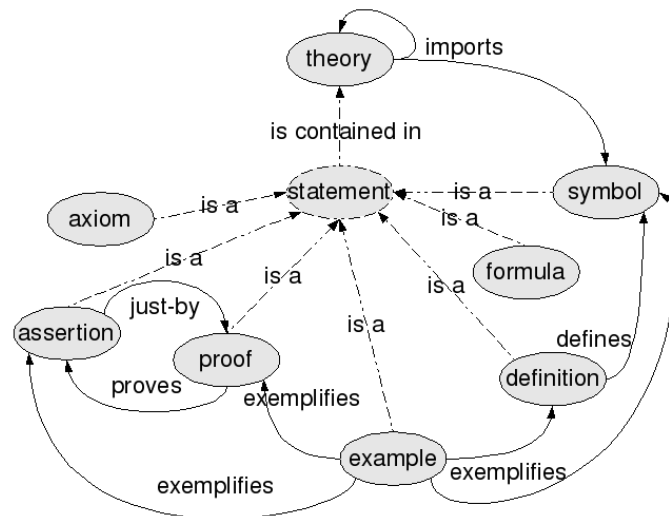 theory
imports
is contained in
statement
is a
symbol
axiom
is a
is a
is a
is a
is a
formula
is a
assertion
just-by
proof
defines
proves
exemplifies
definition
example
exemplifies
exemplifies